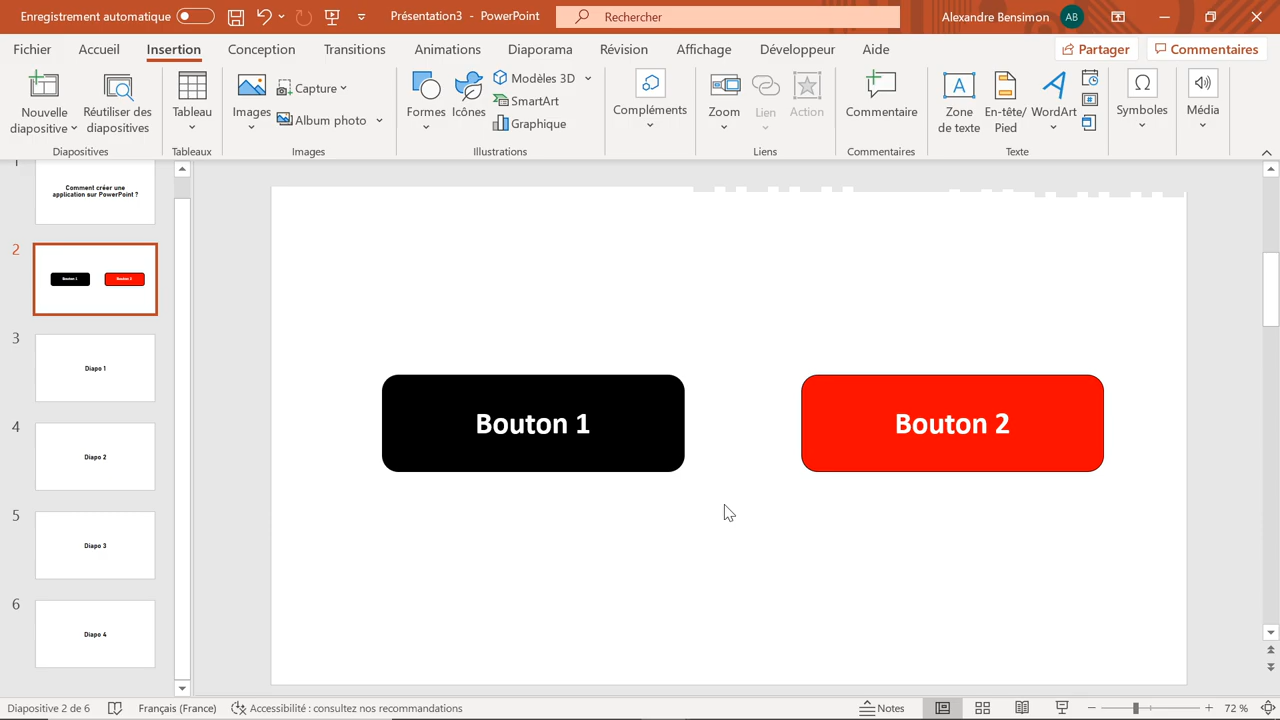 Enregistrement automatique
Présentation3 - PowerPoint
Rechercher
Alexandre Bensimon
AB
Fichier
Accueil
Insertion
Conception
Transitions
Animations
Diaporama
Révision
Affichage
Développeur
Aide
Partager
Commentaires
Nouvelle diapositive
Réutiliser des diapositives
Tableau
Images
Capture
Album photo
Formes
Icônes
Modèles 3D
SmartArt
Graphique
Compléments
Zoom
Lien
Action
Commentaire
Zone de texte
En-tête/ Pied
WordArt
Symboles
Média
Diapositives
Tableaux
Images
Illustrations
Liens
Commentaires
Texte
1
Comment créer une
application sur PowerPoint ?
2
Bouton 1
Bouton 2
3
Diapo 1
4
Diapo 2
5
Diapo 3
6
Diapo 4
Bouton 1
Bouton 2
Diapositive 2 de 6
Français (France)
Accessibilité : consultez nos recommandations
Notes
72 %